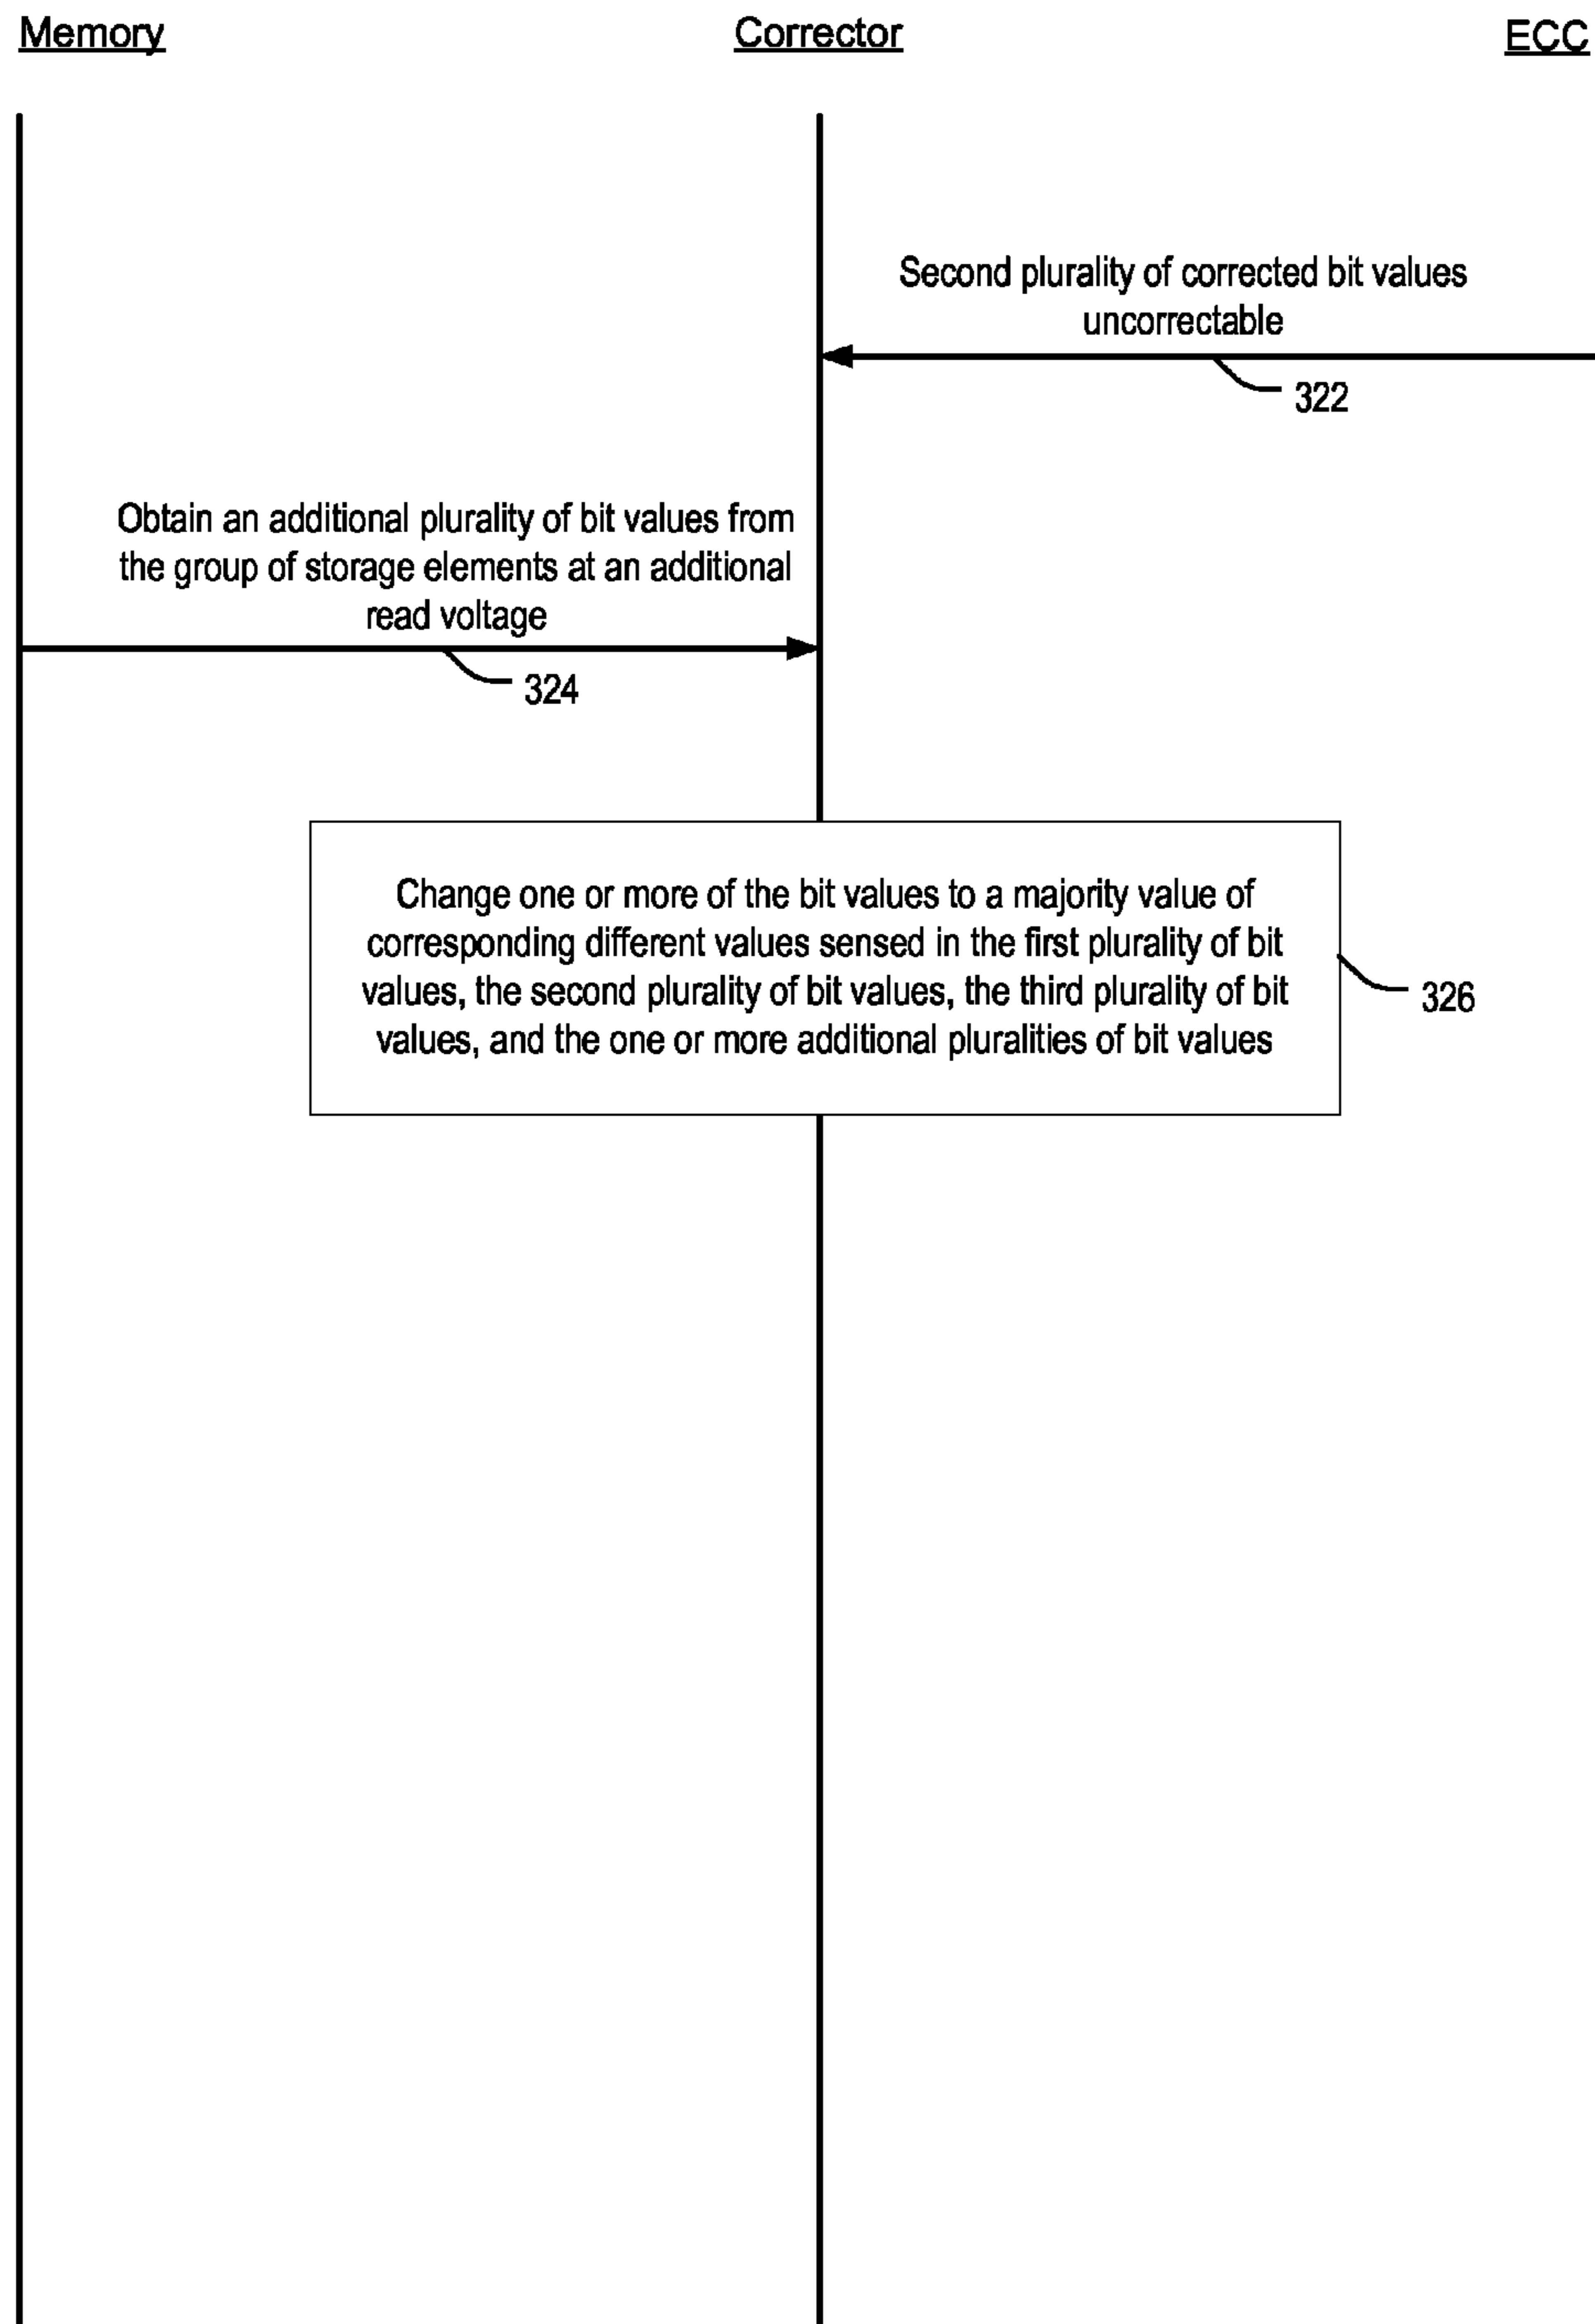 Memory
Corrector
ECC
Second plurality of corrected bit values
uncorrectable
322
Obtain an additional plurality of bit values from
the group of storage elements at an additional
read voltage
324
Change one or more of the bit values to a majority value of
corresponding different values sensed in the first plurality of bit
values, the second plurality of bit values, the third plurality of bit
values, and the one or more additional pluralities of bit values
326